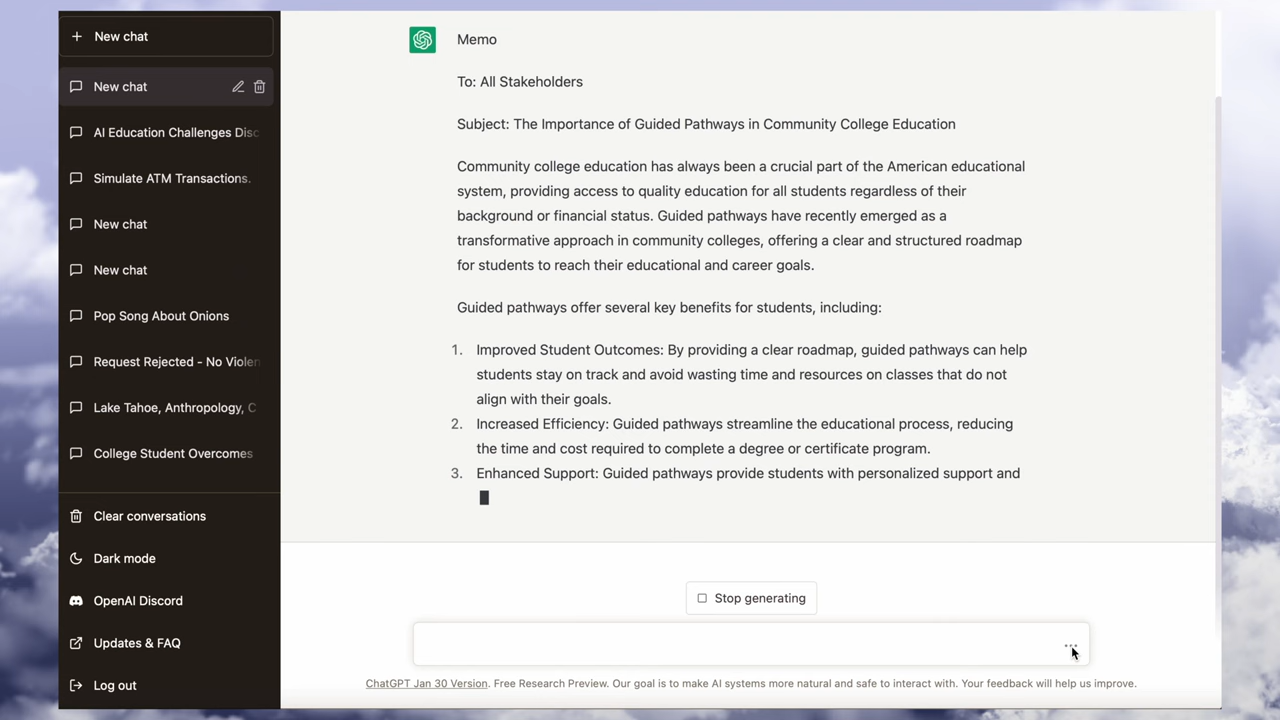 New chat
New chat
AI Education Challenges Disc
Simulate ATM Transactions.
New chat
New chat
Pop Song About Onions
Request Rejected - No Violen
Lake Tahoe, Anthropology, C
College Student Overcomes
Clear conversations
Dark mode
OpenAI Discord
Updates & FAQ
Log out
Memo
To: All Stakeholders
Subject: The Importance of Guided Pathways in Community College Education
Community college education has always been a crucial part of the American educational
system, providing access to quality education for all students regardless of their
background or financial status. Guided pathways have recently emerged as a
transformative approach in community colleges, offering a clear and structured roadmap
for students to reach their educational and career goals.
Guided pathways offer several key benefits for students, including:
1. Improved Student Outcomes: By providing a clear roadmap, guided pathways can help
students stay on track and avoid wasting time and resources on classes that do not
align with their goals.
2. Increased Efficiency: Guided pathways streamline the educational process, reducing
the time and cost required to complete a degree or certificate program.
3. Enhanced Support: Guided pathways provide students with personalized support and
Stop generating
ChatGPT Jan 30 Version. Free Research Preview. Our goal is to make AI systems more natural and safe to interact with. Your feedback will help us improve.